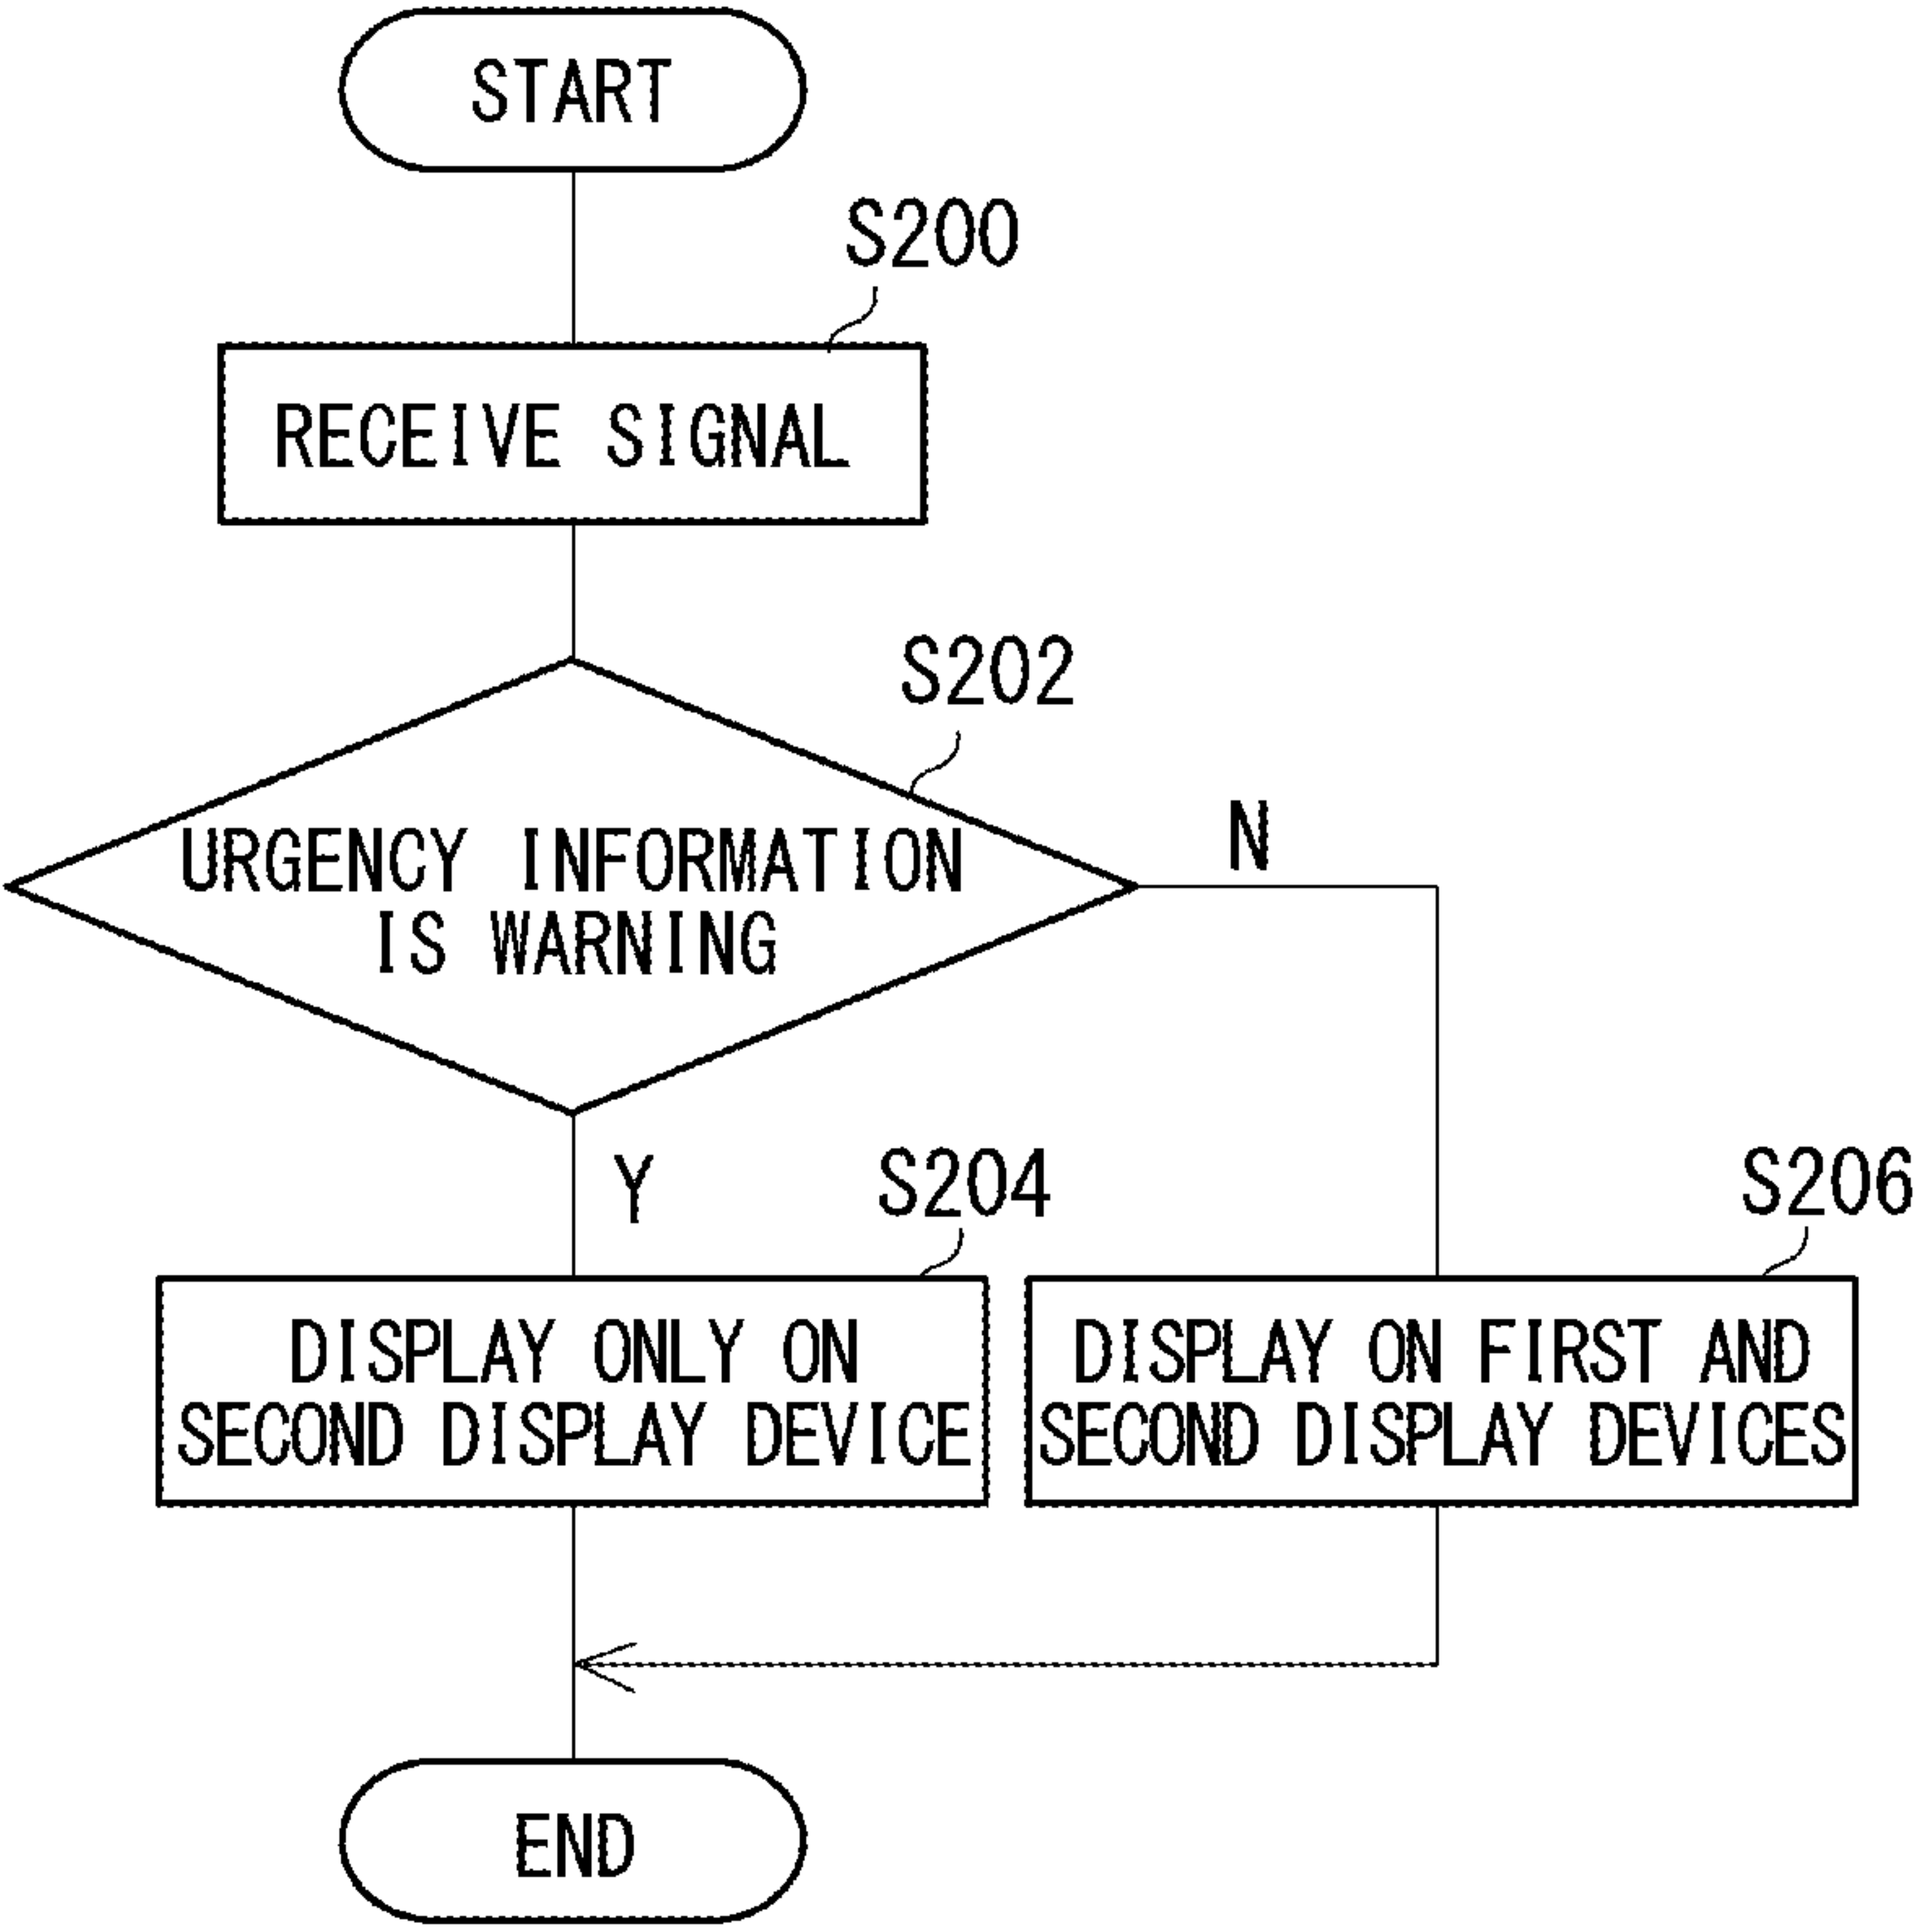 START
S200
RECEIVE SIGNAL
S202
URGENCY INFORMATION
IS WARNING
N
Y
S204
DISPLAY ONLY ON
SECOND DISPLAY DEVICE
S206
DISPLAY ON FIRST AND
SECOND DISPLAY DEVICES
END